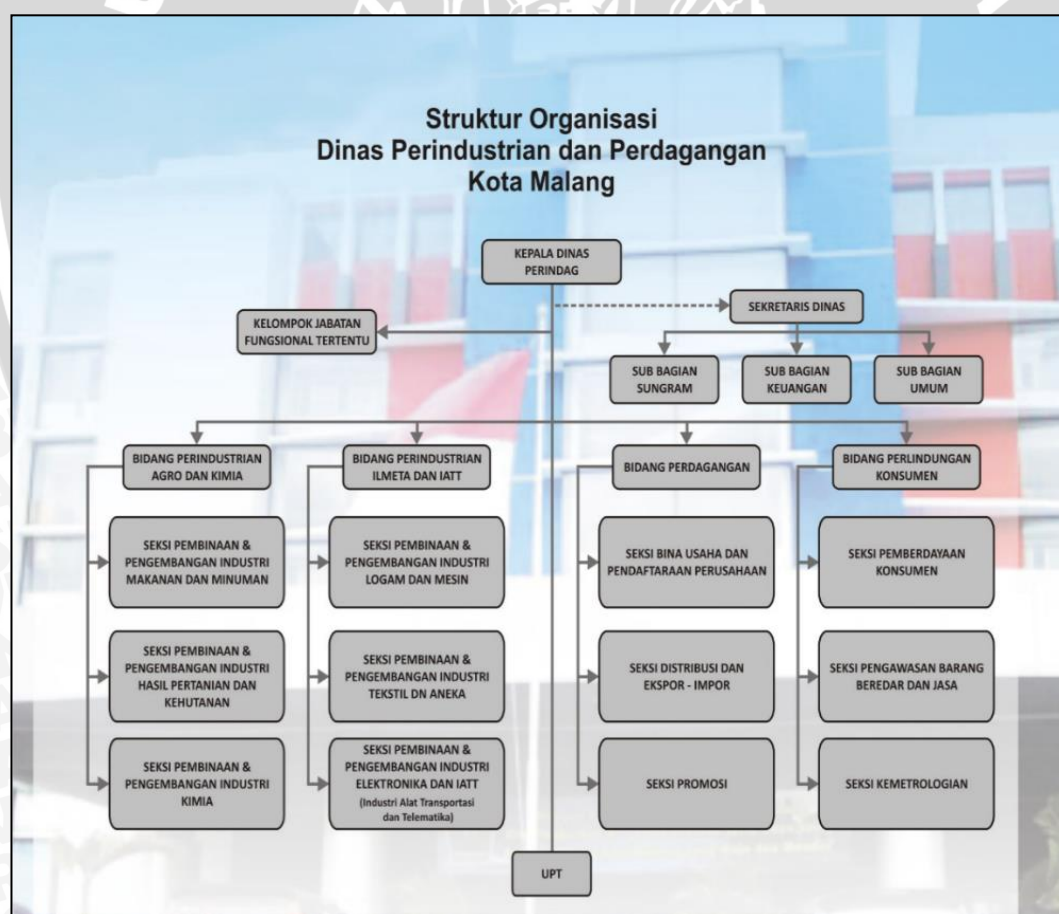 Struktur Organisasi
Dinas Perindustrian dan Perdagangan
Kota Malang
KEPALA DINAS
PERINDAG
SEKRETARIS DINAS
KELOMPOK JABATAN
FUNGSIONAL TERTENTU
SUB BAGIAN
SUNGRAM
SUB BAGIAN
KEUANGAN
SUB BAGIAN
UMUM
BIDANG PERINDUSTRIAN
AGRO DAN KIMIA
BIDANG PERINDUSTRIAN
ILMETA DAN IATT
BIDANG PERDAGANGAN
BIDANG PERLINDUNGAN
KONSUMEN
SEKSI PEMBINAAN &
PENGEMBANGAN INDUSTRI
MAKANAN DAN MINUMAN
SEKSI PEMBINAAN &
PENGEMBANGAN INDUSTRI
LOGAM DAN MESIN
SEKSI BINA USAHA DAN
PENDAFTARAAN PERUSAHAAN
SEKSI PEMBERDAYAAN
KONSUMEN
SEKSI PEMBINAAN &
PENGEMBANGAN INDUSTRI
HASIL PERTANIAN DAN
KEHUTANAN
SEKSI PEMBINAAN &
PENGEMBANGAN INDUSTRI
TEKSTIL DN ANEKA
SEKSI DISTRIBUSI DAN
EKSPOR - IMPOR
SEKSI PENGAWASAN BARANG
BEREDAR DAN JASA
SEKSI PEMBINAAN &
PENGEMBANGAN INDUSTRI
KIMIA
SEKSI PEMBINAAN &
PENGEMBANGAN INDUSTRI
ELEKTRONIKA DAN IATT
(Industri Alat Transportasi
dan Telematika)
SEKSI PROMOSI
SEKSI KEMETROLOGIAN
UPT